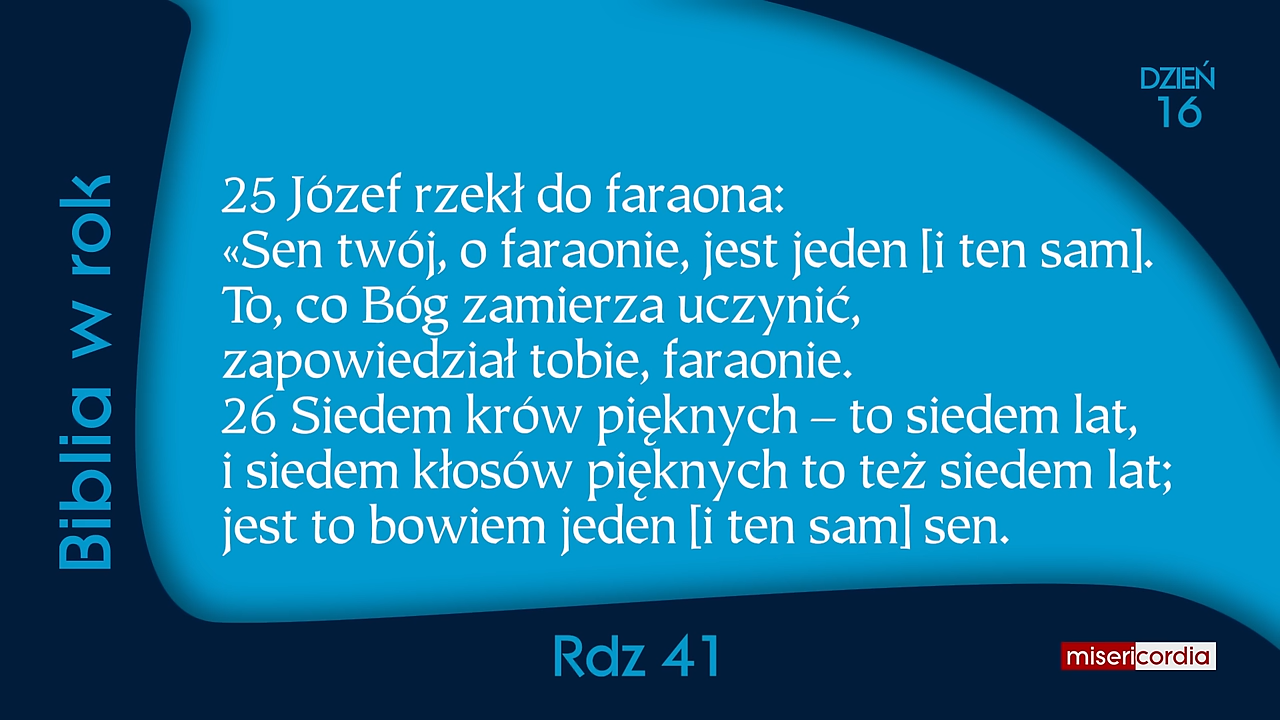 DZIEŃ
16
Biblia w rok
25 Józef rzekł do faraona:
«Sen twój, o faraonie, jest jeden [i ten sam].
To, co Bóg zamierza uczynić,
zapowiedział tobie, faraonie.
26 Siedem krów pięknych – to siedem lat,
i siedem kłosów pięknych to też siedem lat;
jest to bowiem jeden [i ten sam] sen.
Rdz 41
misericordia